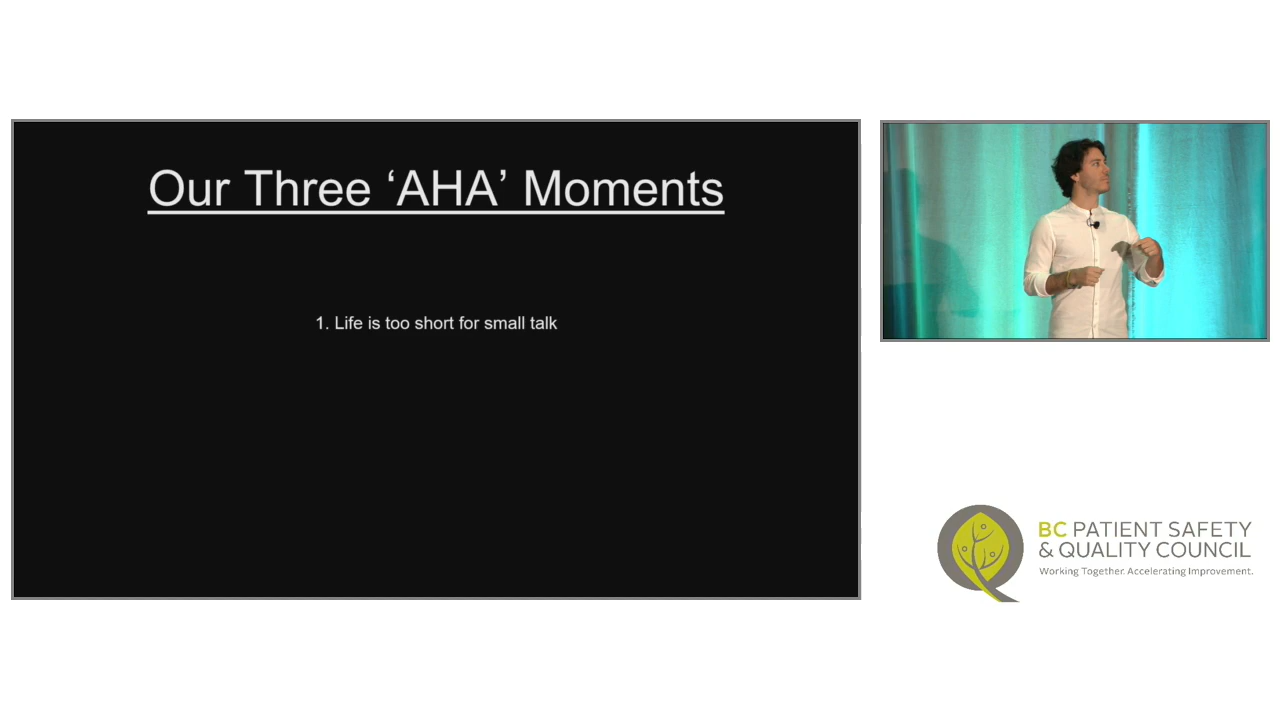 Our Three ‘AHA’ Moments
1. Life is too short for small talk
BC PATIENT SAFETY
& QUALITY COUNCIL
Working Together. Accelerating Improvement.